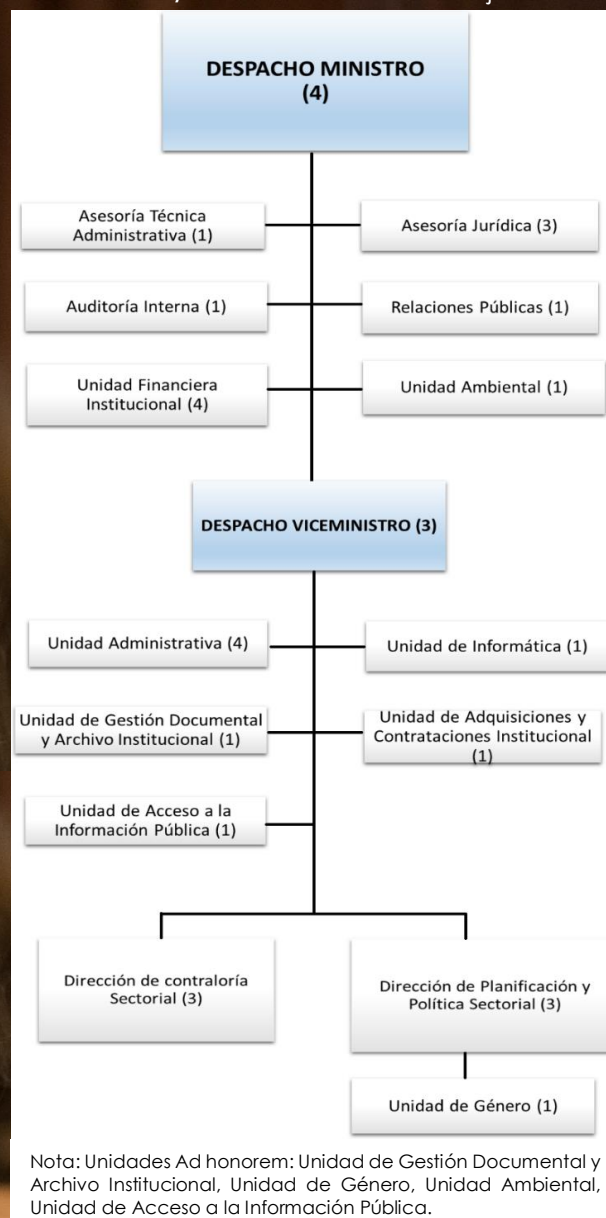 DESPACHO MINISTRO
(4)
Asesoría Técnica
Administrativa (1)
Asesoría Jurídica (3)
Auditoría Interna (1)
Relaciones Públicas (1)
Unidad Financiera
Institucional (4)
Unidad Ambiental (1)
DESPACHO VICEMINISTRO (3)
Unidad Administrativa (4)
Unidad de Informática (1)
Unidad de Gestión Documental
y Archivo Institucional (1)
Unidad de Adquisiciones y
Contrataciones Institucional
(1)
Unidad de Acceso a la
Información Pública (1)
Dirección de contraloría
Sectorial (3)
Dirección de Planificación y
Política Sectorial (3)
Unidad de Género (1)
Nota: Unidades Ad honorem: Unidad de Gestión Documental y
Archivo Institucional, Unidad de Género, Unidad Ambiental,
Unidad de Acceso a la Información Pública.